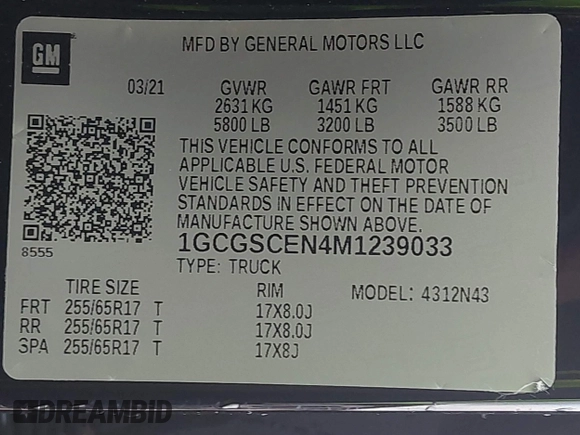 GM
MFD BY GENERAL MOTORS LLC
03/21 GVWR GAWR FRT GAWR RR
2631 KG 1451 KG 1588 KG
5800 LB 3200 LB 3500 LB
THIS VEHICLE CONFORMS TO ALL
APPLICABLE U.S. FEDERAL MOTOR
VEHICLE SAFETY AND THEFT PREVENTION
STANDARDS IN EFFECT ON THE DATE OF
MANUFACTURE SHOWN ABOVE.
8555 1GCGSCEN4M1239033
TYPE: TRUCK
TIRE SIZE RIM MODEL: 4312N43
FRT 255/65R17 T 17X8.0J
RR 255/65R17 T 17X8.0J
SPA 255/65R17 T 17X8J
DREAMBID